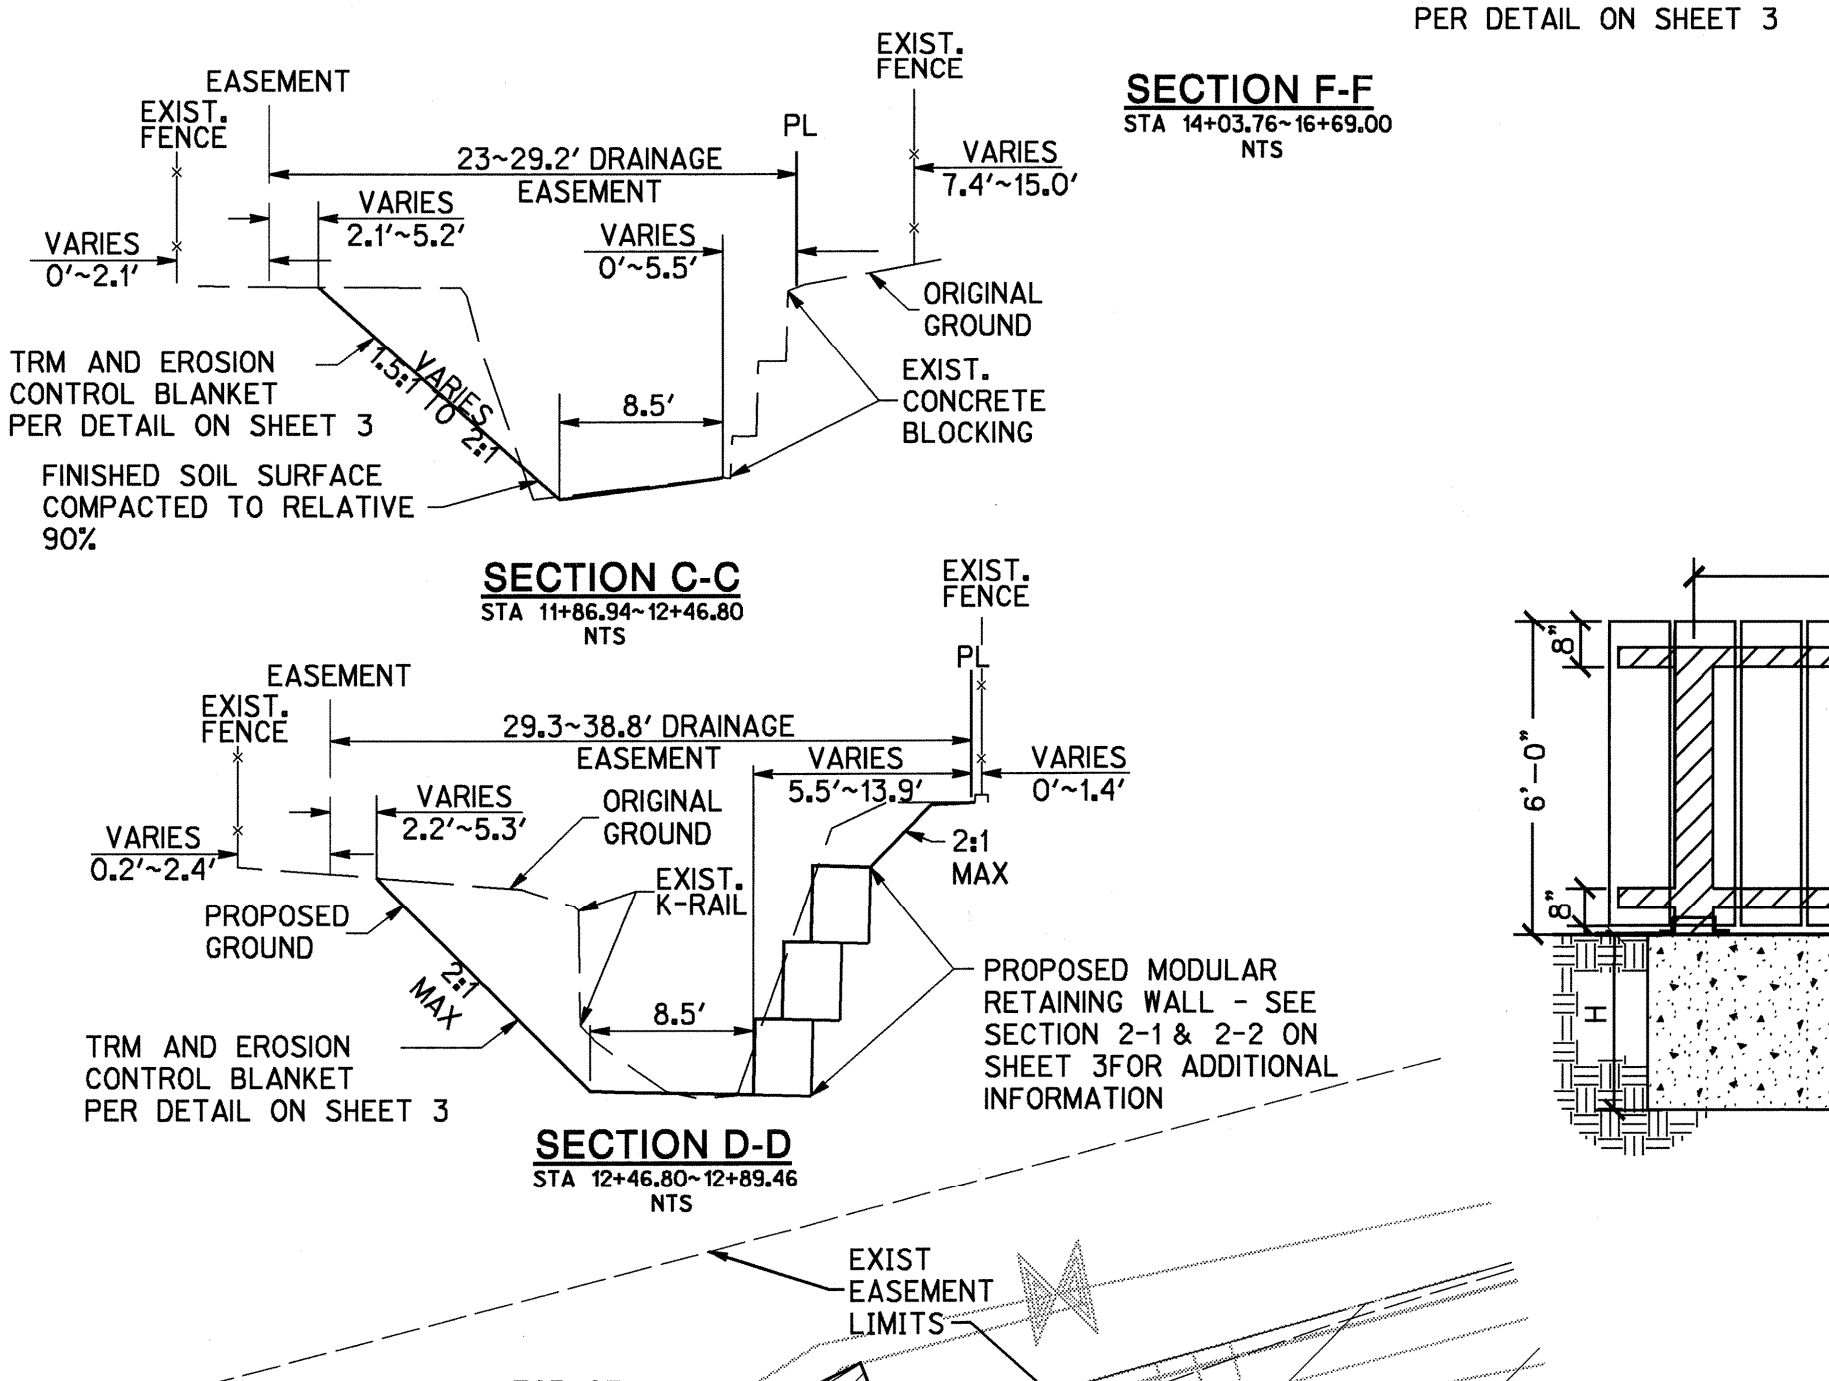 PER DETAIL ON SHEET 3
SECTION F-F
STA 14+03.76~16+69.00
NTS
EASEMENT
EXIST.
FENCE
EXIST.
FENCE
PL
23~29.2' DRAINAGE
EASEMENT
VARIES
7.4'~15.0'
VARIES
2.1'~5.2'
VARIES
0'~2.1'
VARIES
0'~5.5'
ORIGINAL
GROUND
TRM AND EROSION
CONTROL BLANKET
PER DETAIL ON SHEET 3
VARIES
1.5:1 TO 2:1
8.5'
EXIST.
CONCRETE
BLOCKING
FINISHED SOIL SURFACE
COMPACTED TO RELATIVE
90%
SECTION C-C
STA 11+86.94~12+46.80
NTS
EXIST.
FENCE
PL
EASEMENT
EXIST.
FENCE
29.3~38.8' DRAINAGE
EASEMENT
VARIES
5.5'~13.9'
VARIES
0'~1.4'
VARIES
2.2'~5.3'
VARIES
0.2'~2.4'
ORIGINAL
GROUND
2:1
MAX
EXIST.
K-RAIL
PROPOSED
GROUND
2:1
MAX
8.5'
PROPOSED MODULAR
RETAINING WALL - SEE
SECTION 2-1 & 2-2 ON
SHEET 3FOR ADDITIONAL
INFORMATION
TRM AND EROSION
CONTROL BLANKET
PER DETAIL ON SHEET 3
SECTION D-D
STA 12+46.80~12+89.46
NTS
8"
6'-0"
8"
H
EXIST
EASEMENT
LIMITS